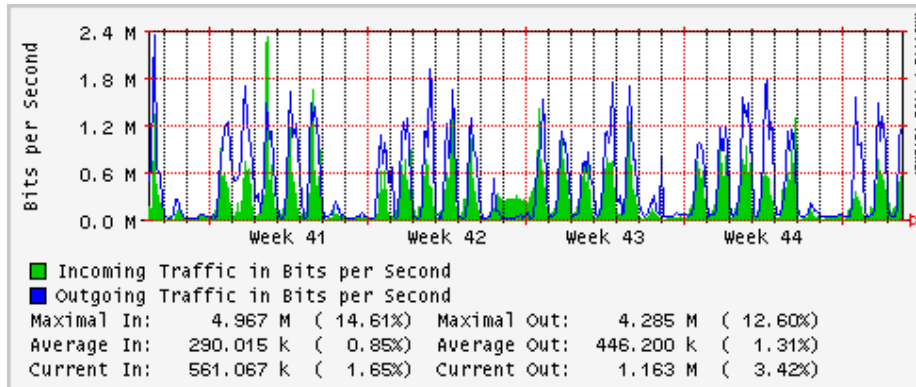 2.4 M
1.8 M
1.2 M
0.6 M
0.0 M
Bits per Second
Week 41 Week 42 Week 43 Week 44
Incoming Traffic in Bits per Second
Outgoing Traffic in Bits per Second
Maximal In: 4.967 M ( 14.61%) Maximal Out: 4.285 M ( 12.60%)
Average In: 290.015 k ( 0.85%) Average Out: 446.200 k ( 1.31%)
Current In: 561.067 k ( 1.65%) Current Out: 1.163 M ( 3.42%)